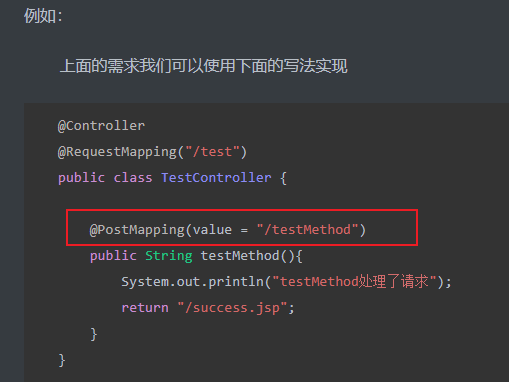 例如：
上面的需求我们可以使用下面的写法实现
@Controller
@RequestMapping("/test")
public class TestController {
@PostMapping(value = "/testMethod")
public String testMethod(){
System.out.println("testMethod处理了请求");
return "/success.jsp";
}
}